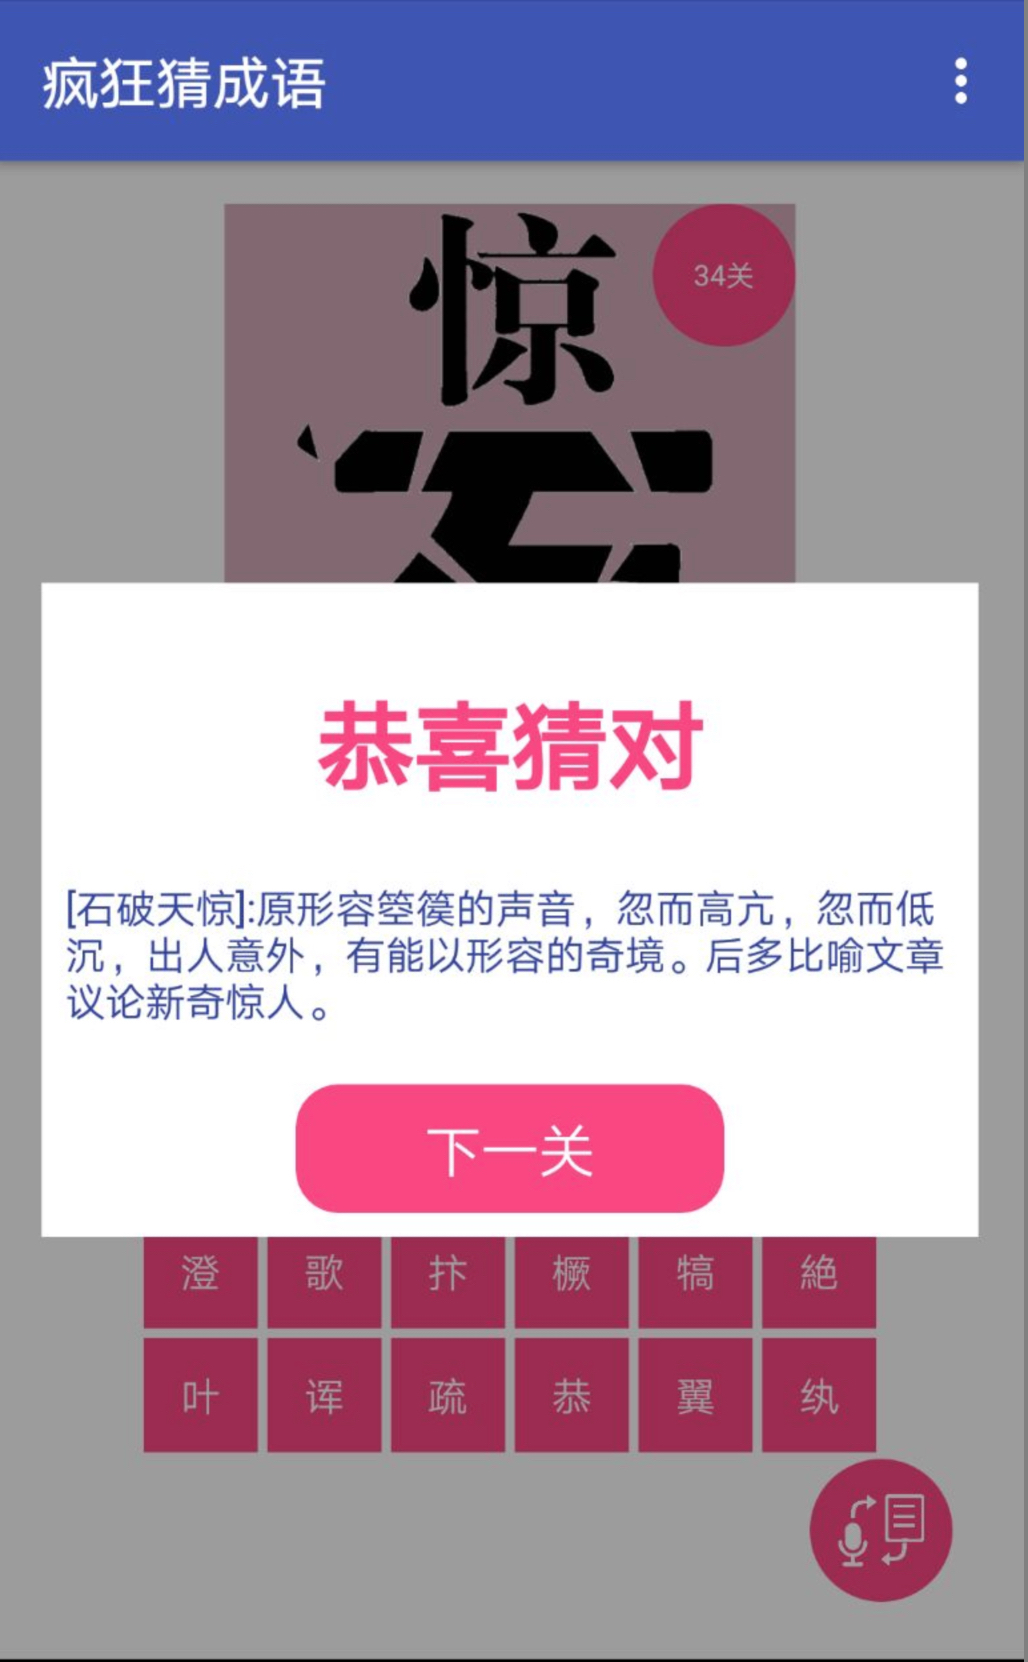 疯狂猜成语
惊
34关
石
恭喜猜对
[石破天惊]:原形容箜篌的声音，忽而高亢，忽而低
沉，出人意外，有能以形容的奇境。后多比喻文章
议论新奇惊人。
下一关
澄 歌 抃 橛 犒 絶
叶 诨 疏 恭 翼 纨